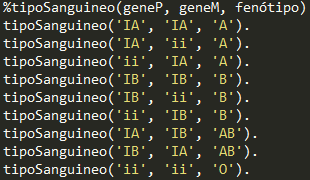 %tipoSanguineo(geneP, geneM, fenótipo)
tipoSanguineo('IA', 'IA', 'A').
tipoSanguineo('IA', 'ii', 'A').
tipoSanguineo('ii', 'IA', 'A').
tipoSanguineo('IB', 'IB', 'B').
tipoSanguineo('IB', 'ii', 'B').
tipoSanguineo('ii', 'IB', 'B').
tipoSanguineo('IA', 'IB', 'AB').
tipoSanguineo('IB', 'IA', 'AB').
tipoSanguineo('ii', 'ii', 'O').